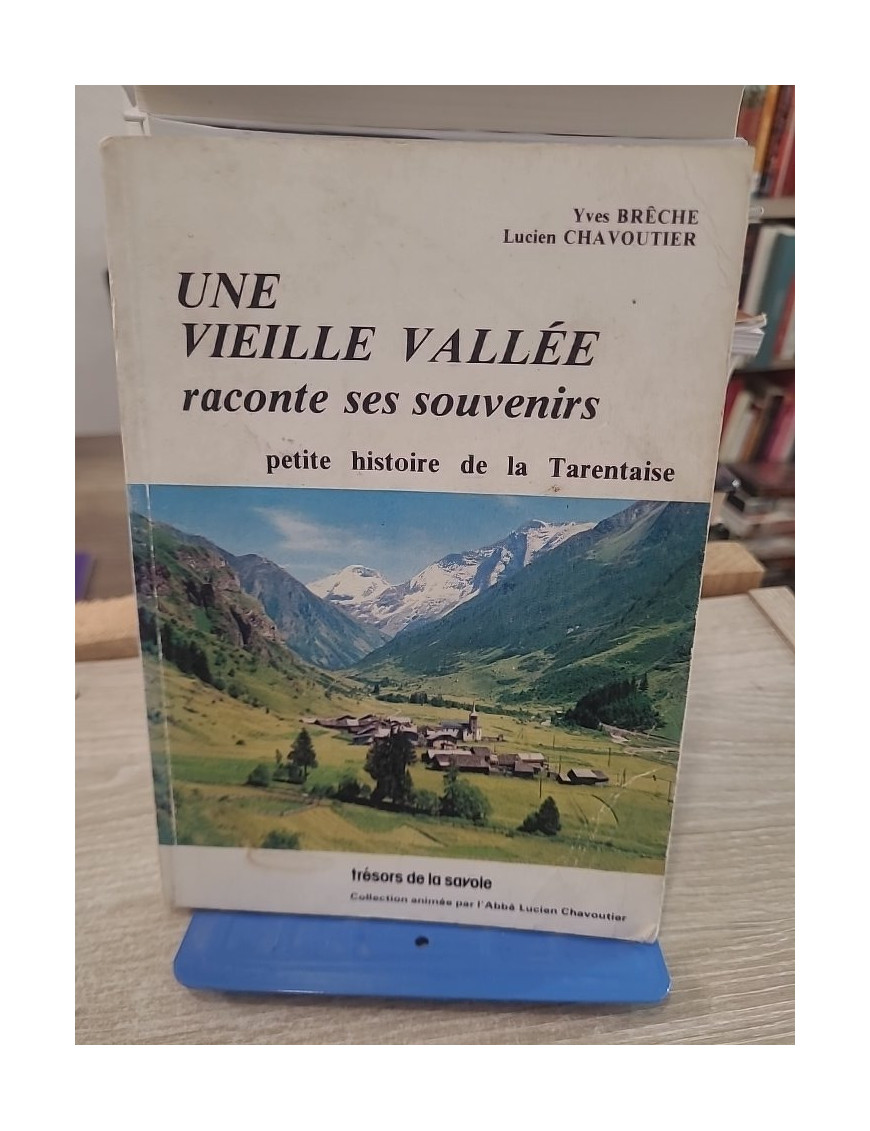 Yves BRÊCHE
Lucien CHAVOUTIER
UNE
VIEILLE VALLÉE
raconte ses souvenirs
petite histoire de la Tarentaise
trésors de la savoie
Collection animée par l'Abbé Lucien Chavoutier